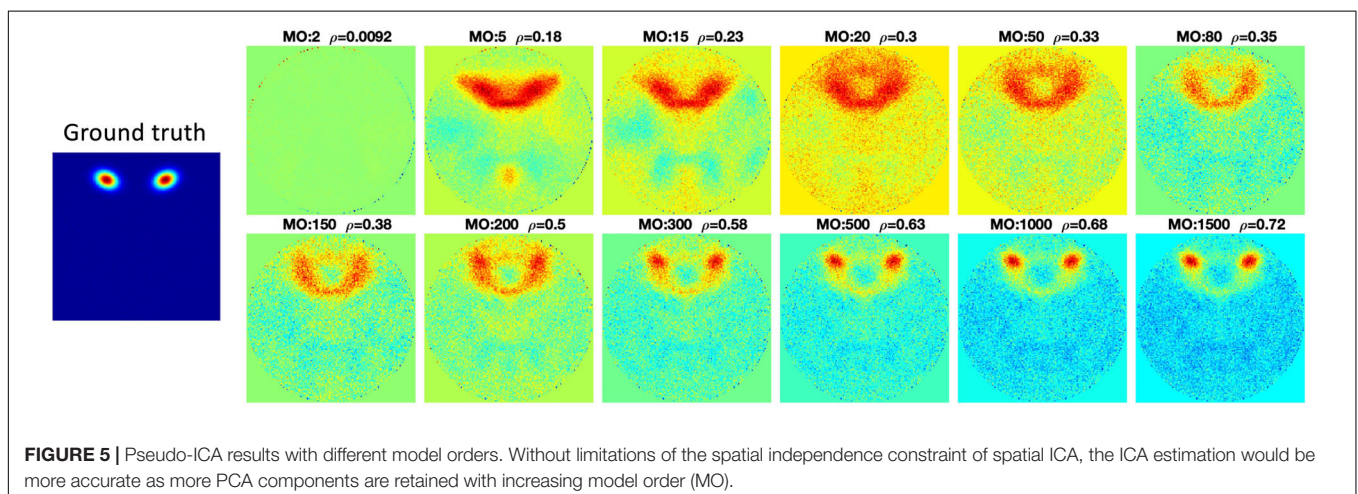 MO:2 ρ=0.0092
MO:5 ρ=0.18
MO:15 ρ=0.23
MO:20 ρ=0.3
MO:50 ρ=0.33
MO:80 ρ=0.35
Ground truth
MO:150 ρ=0.38
MO:200 ρ=0.5
MO:300 ρ=0.58
MO:500 ρ=0.63
MO:1000 ρ=0.68
MO:1500 ρ=0.72
FIGURE 5 | Pseudo-ICA results with different model orders. Without limitations of the spatial independence constraint of spatial ICA, the ICA estimation would be
more accurate as more PCA components are retained with increasing model order (MO).